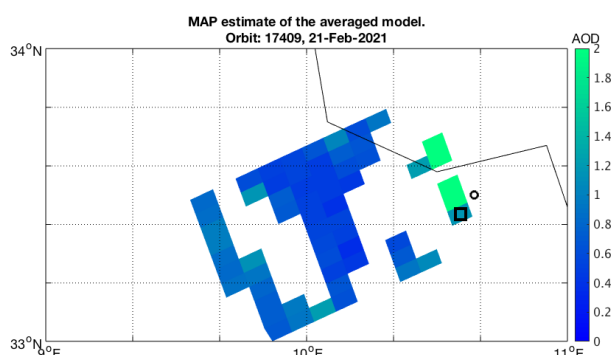 MAP estimate of the averaged model.
Orbit: 17409, 21-Feb-2021
AOD
34°N
33°N
9°E
10°E
11°E
2
1.8
1.6
1.4
1.2
1
0.8
0.6
0.4
0.2
0